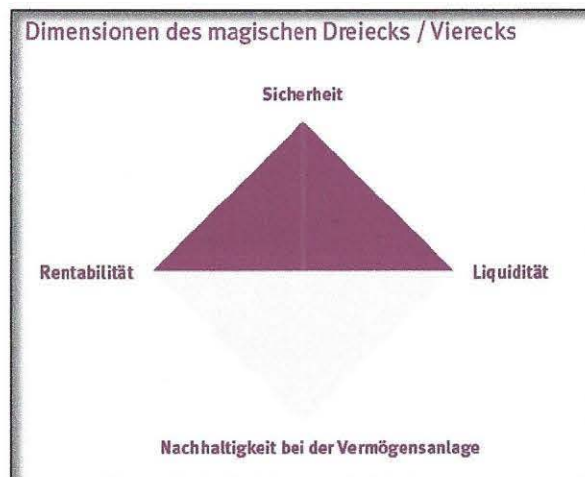 Dimensionen des magischen Dreiecks / Vierecks
Sicherheit
Rentabilität
Liquidität
Nachhaltigkeit bei der Vermögensanlage